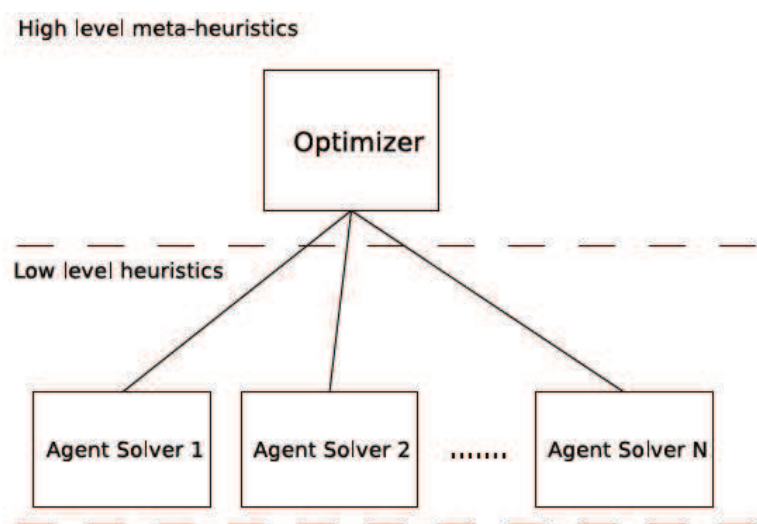 High level meta-heuristics
Optimizer
Low level heuristics
Agent Solver 1
Agent Solver 2
.......
Agent Solver N